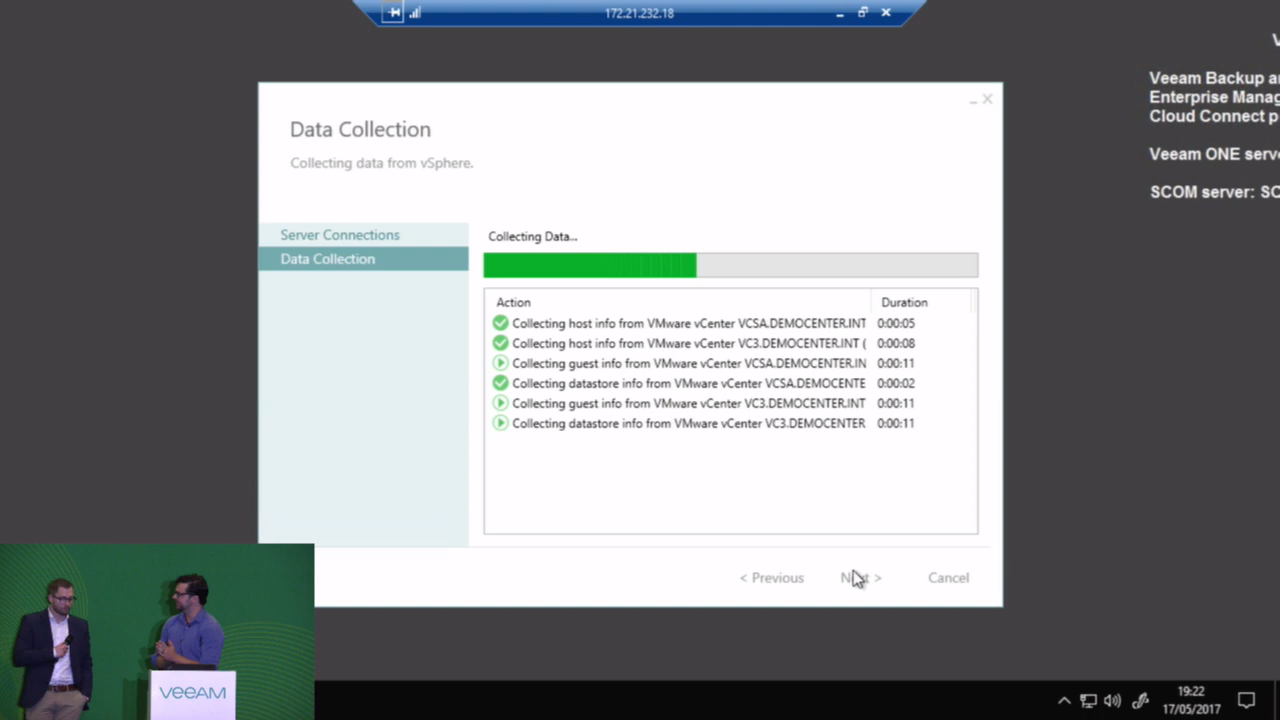 172.21.232.18
Veeam Backup
Enterprise
Cloud Connect
Veeam ONE
SCOM server:
Data Collection
Collecting data from vSphere.
Server Connections
Data Collection
Collecting Data...
Action Duration
Collecting host info from VMware vCenter VCSA.DEMOCENTER.INT 0:00:05
Collecting host info from VMware vCenter VC3.DEMOCENTER.INT ( 0:00:08
Collecting guest info from VMware vCenter VCSA.DEMOCENTER.IN 0:00:11
Collecting datastore info from VMware vCenter VCSA.DEMOCENTE 0:00:02
Collecting guest info from VMware vCenter VC3.DEMOCENTER.INT 0:00:11
Collecting datastore info from VMware vCenter VC3.DEMOCENTER 0:00:11
< Previous Next > Cancel
VEEAM
19:22
17/05/2017